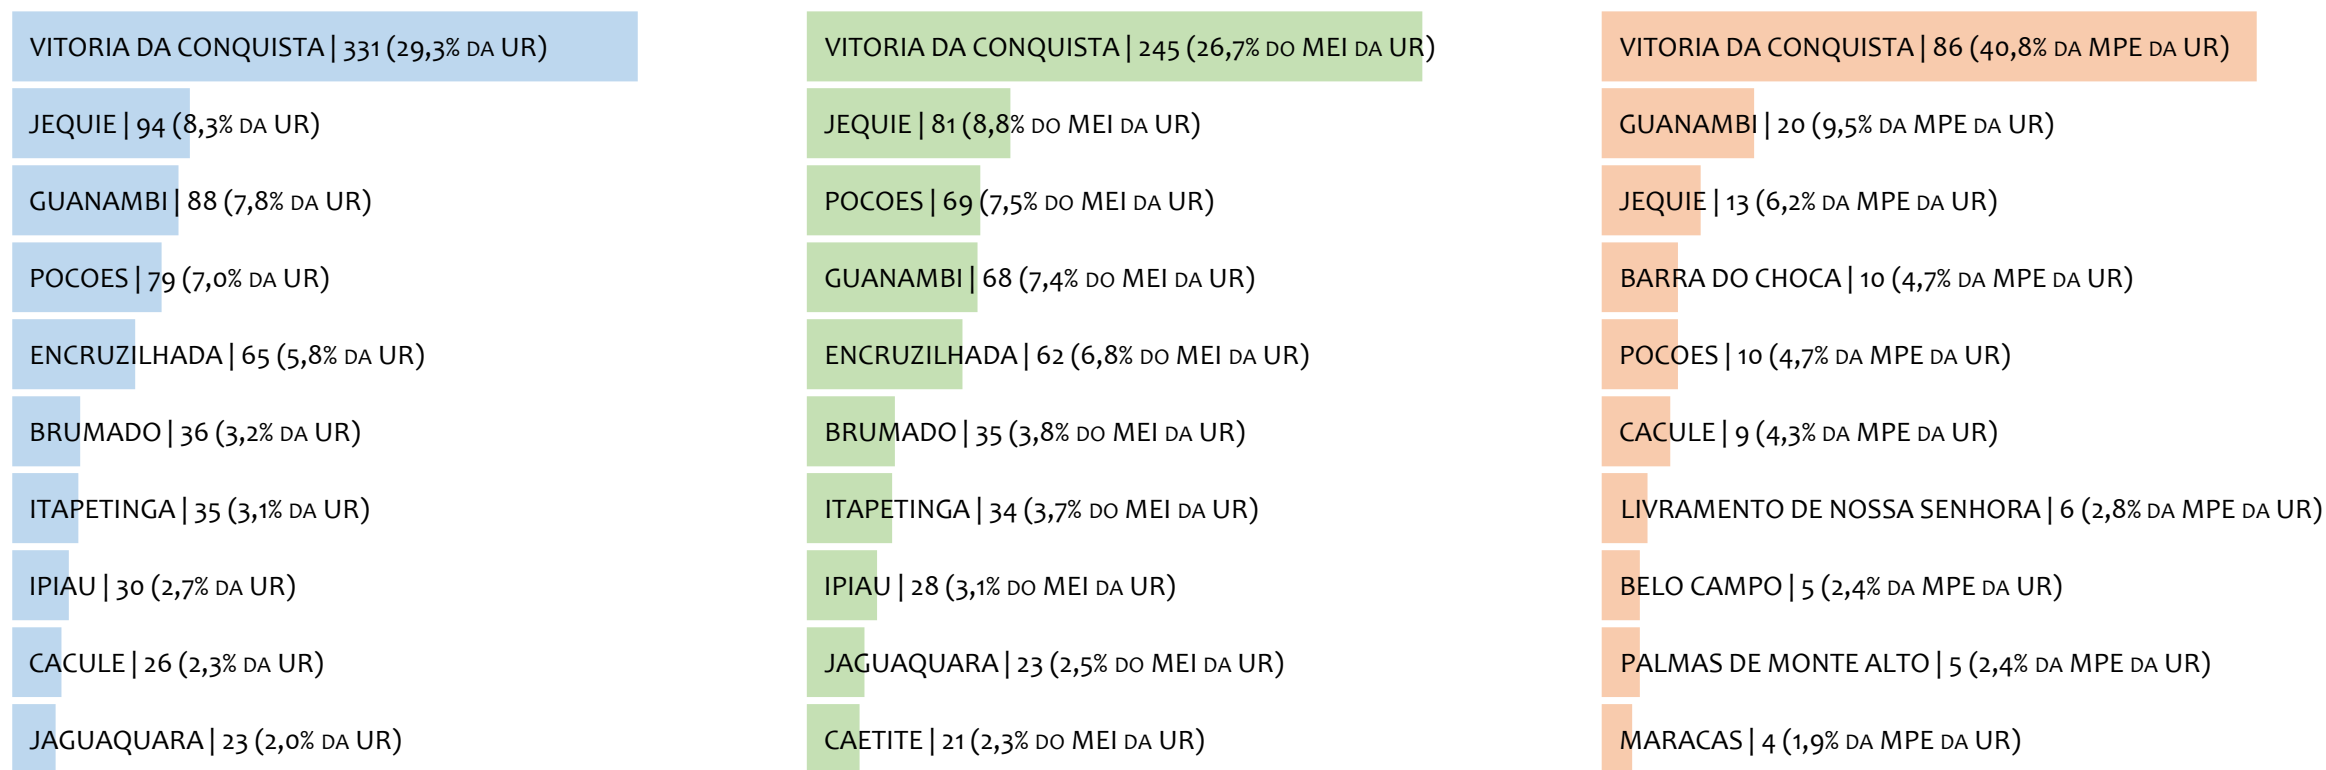 VITORIA DA CONQUISTA | 331 (29,3% DA UR)
JEQUIE | 94 (8,3% DA UR)
GUANAMBI | 88 (7,8% DA UR)
POCOES | 79 (7,0% DA UR)
ENCRUZILHADA | 65 (5,8% DA UR)
BRUMADO | 36 (3,2% DA UR)
ITAPETINGA | 35 (3,1% DA UR)
IPIAU | 30 (2,7% DA UR)
CACULE | 26 (2,3% DA UR)
JAGUAQUARA | 23 (2,0% DA UR)
VITORIA DA CONQUISTA | 245 (26,7% DO MEI DA UR)
JEQUIE | 81 (8,8% DO MEI DA UR)
POCOES | 69 (7,5% DO MEI DA UR)
GUANAMBI | 68 (7,4% DO MEI DA UR)
ENCRUZILHADA | 62 (6,8% DO MEI DA UR)
BRUMADO | 35 (3,8% DO MEI DA UR)
ITAPETINGA | 34 (3,7% DO MEI DA UR)
IPIAU | 28 (3,1% DO MEI DA UR)
JAGUAQUARA | 23 (2,5% DO MEI DA UR)
CAETITE | 21 (2,3% DO MEI DA UR)
VITORIA DA CONQUISTA | 86 (40,8% DA MPE DA UR)
GUANAMBI | 20 (9,5% DA MPE DA UR)
JEQUIE | 13 (6,2% DA MPE DA UR)
BARRA DO CHOCA | 10 (4,7% DA MPE DA UR)
POCOES | 10 (4,7% DA MPE DA UR)
CACULE | 9 (4,3% DA MPE DA UR)
LIVRAMENTO DE NOSSA SENHORA | 6 (2,8% DA MPE DA UR)
BELO CAMPO | 5 (2,4% DA MPE DA UR)
PALMAS DE MONTE ALTO | 5 (2,4% DA MPE DA UR)
MARACAS | 4 (1,9% DA MPE DA UR)